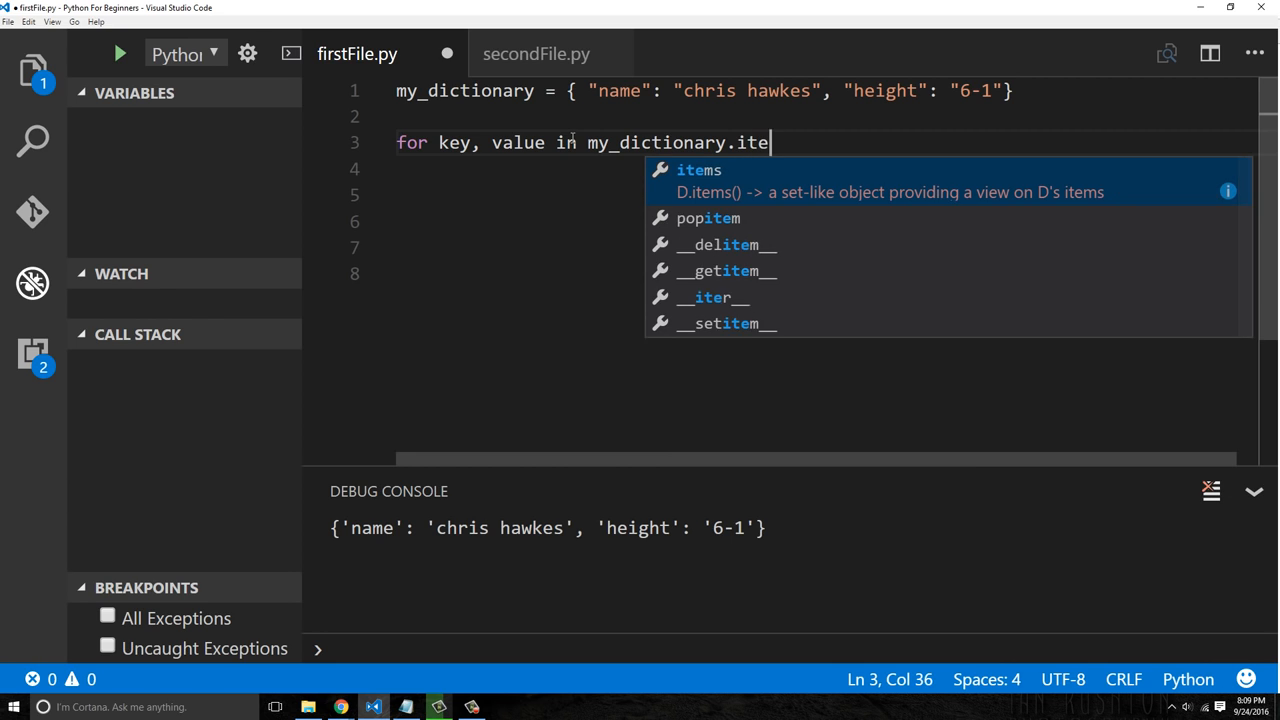 ● firstFile.py - Python For Beginners - Visual Studio Code
File Edit View Go Help
1
Python
firstFile.py
secondFile.py
VARIABLES
1 my_dictionary = { "name": "chris hawkes", "height": "6-1"}
2
3 for key, value in my_dictionary.ite
4
5
6
7
8
items
D.items() -> a set-like object providing a view on D's items
popitem
__delitem__
__getitem__
__iter__
__setitem__
WATCH
CALL STACK
2
DEBUG CONSOLE
{'name': 'chris hawkes', 'height': '6-1'}
BREAKPOINTS
All Exceptions
Uncaught Exceptions
0 0
Ln 3, Col 36 Spaces: 4 UTF-8 CRLF Python
I'm Cortana. Ask me anything.
8:09 PM
9/24/2016